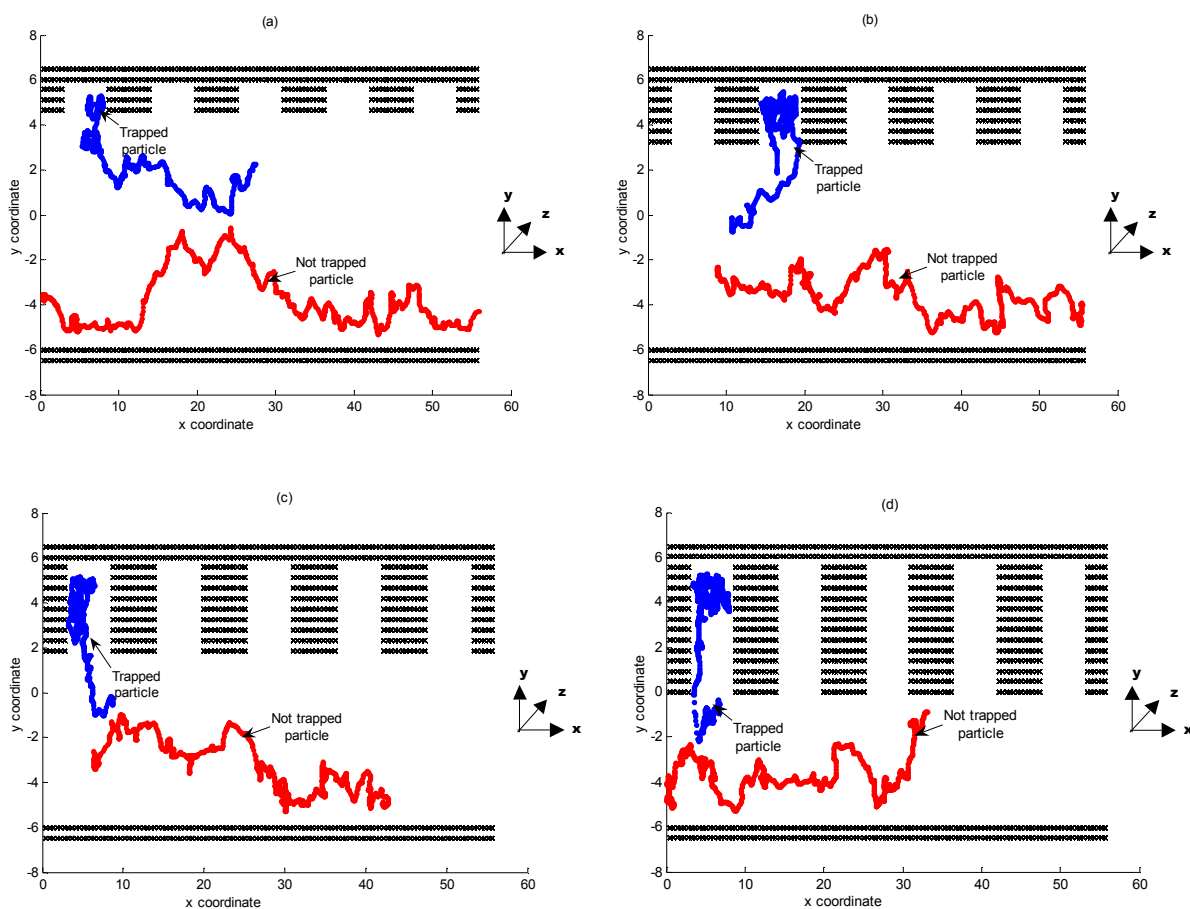 (a)
8
6
4
2
0
-2
-4
-6
-8
y coordinate
0 10 20 30 40 50 60
x coordinate
Trapped
particle
Not trapped
particle
y
z
x
(b)
8
6
4
2
0
-2
-4
-6
-8
y coordinate
0 10 20 30 40 50 60
x coordinate
Trapped
particle
Not trapped
particle
y
z
x
(c)
8
6
4
2
0
-2
-4
-6
-8
y coordinate
0 10 20 30 40 50 60
x coordinate
Trapped
particle
Not trapped
particle
y
z
x
(d)
8
6
4
2
0
-2
-4
-6
-8
y coordinate
0 10 20 30 40 50 60
x coordinate
Trapped
particle
Not trapped
particle
y
z
x